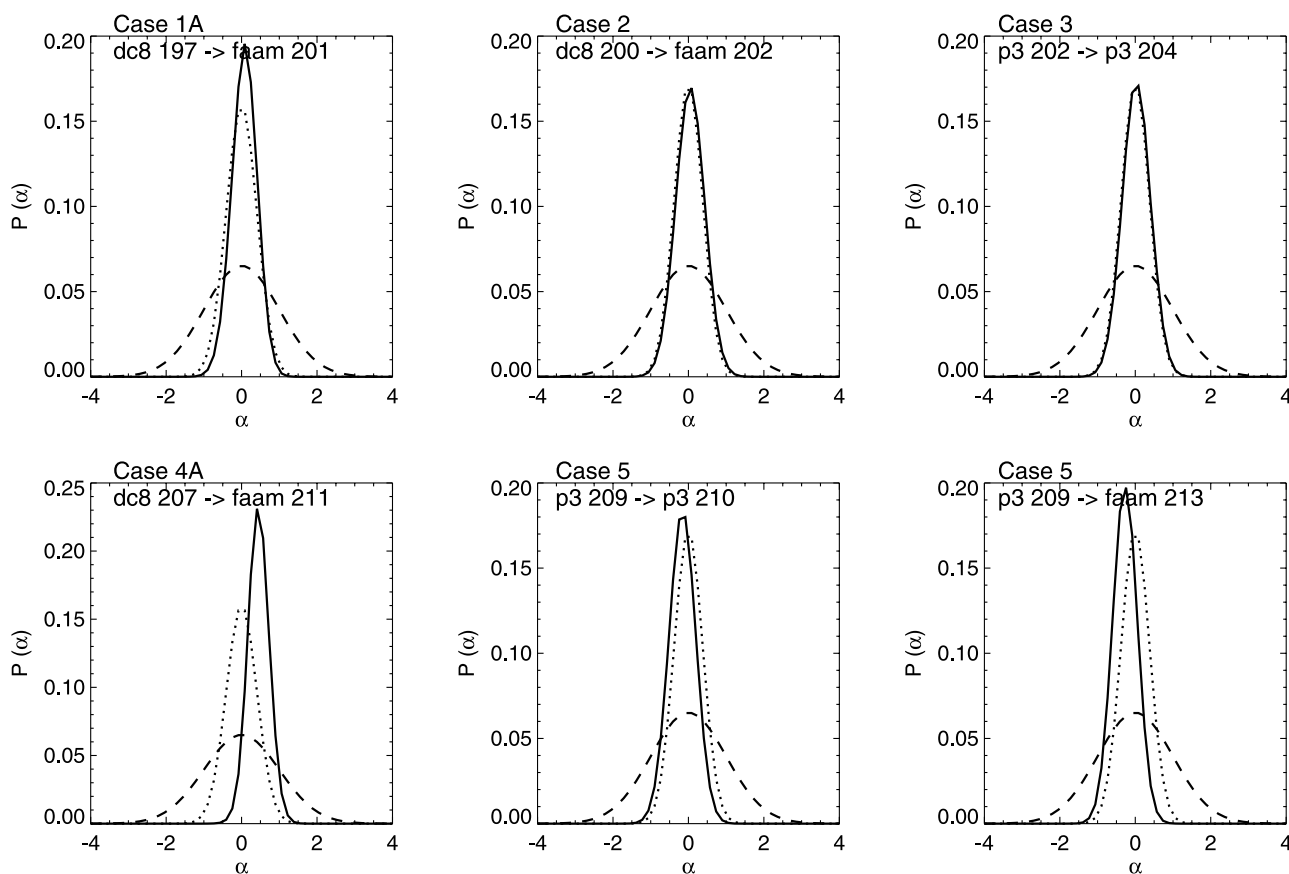 Case 1A
dc8 197 -> faam 201
0.20
0.15
0.10
0.05
0.00
P (α)
-4 -2 0 2 4
α
Case 2
dc8 200 -> faam 202
0.20
0.15
0.10
0.05
0.00
P (α)
-4 -2 0 2 4
α
Case 3
p3 202 -> p3 204
0.20
0.15
0.10
0.05
0.00
P (α)
-4 -2 0 2 4
α
Case 4A
dc8 207 -> faam 211
0.25
0.20
0.15
0.10
0.05
0.00
P (α)
-4 -2 0 2 4
α
Case 5
p3 209 -> p3 210
0.20
0.15
0.10
0.05
0.00
P (α)
-4 -2 0 2 4
α
Case 5
p3 209 -> faam 213
0.20
0.15
0.10
0.05
0.00
P (α)
-4 -2 0 2 4
α